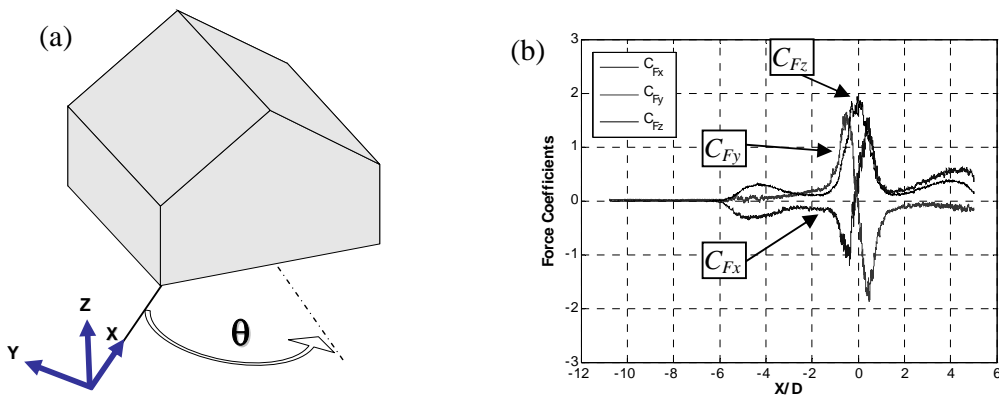 (a)
Z
X
Y
θ
(b)
3
2
1
0
-1
-2
-3
Force Coefficients
C_Fx
C_Fy
C_Fz
C_Fz
C_Fy
C_Fx
-12 -10 -8 -6 -4 -2 0 2 4 6
X/D